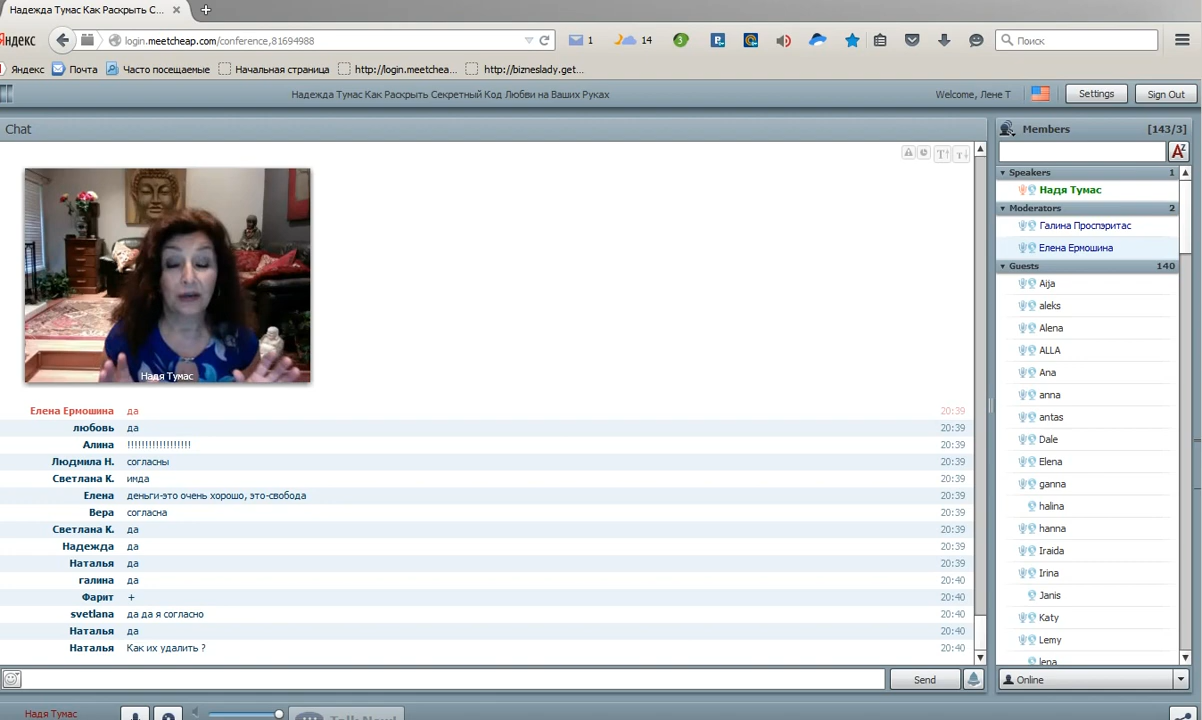 Надежда Тумас Как Раскрыть С...
Яндекс
login.meetcheap.com/conference,81694988
1
14
3
Поиск
Яндекс
Почта
Часто посещаемые
Начальная страница
http://login.meetchea...
http://bizneslady.get...
Надежда Тумас Как Раскрыть Секретный Код Любви на Ваших Руках
Welcome, Лене Т
Settings
Sign Out
Chat
Надя Тумас
Елена Ермошина да 20:39
любовь да 20:39
Алина !!!!!!!!!!!!!!!!!! 20:39
Людмила Н. согласны 20:39
Светлана К. имда 20:39
Елена деньги-это очень хорошо, это-свобода 20:39
Вера согласна 20:39
Светлана К. да 20:39
Надежда да 20:39
Наталья да 20:39
галина да 20:40
Фарит + 20:40
svetlana да да я согласно 20:40
Наталья да 20:40
Наталья Как их удалить ? 20:40
Send
Надя Тумас
Talk Now!
Members [143/3]
Speakers 1
Надя Тумас
Moderators 2
Галина Проспэритас
Елена Ермошина
Guests 140
Aija
aleks
Alena
ALLA
Ana
anna
antas
Dale
Elena
ganna
halina
hanna
Iraida
Irina
Janis
Katy
Lemy
lena
Online